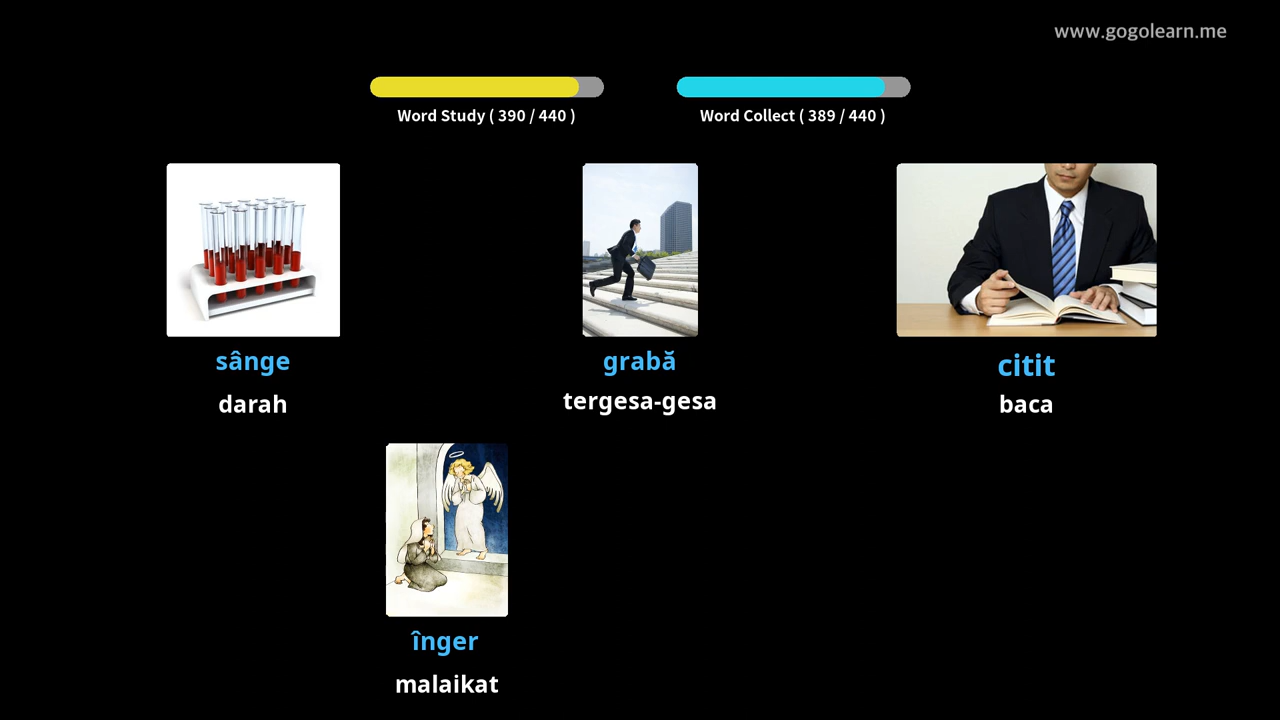 www.gogolearn.me
Word Study ( 390 / 440 )
Word Collect ( 389 / 440 )
sânge
darah
grabă
tergesa-gesa
citit
baca
înger
malaikat